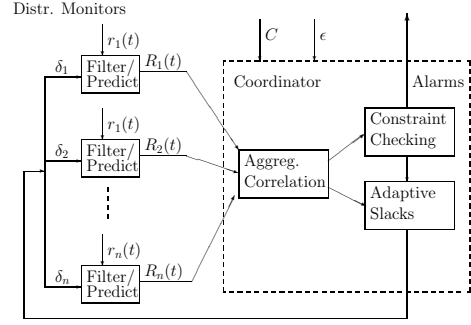 Distr. Monitors
r₁(t)
C
ϵ
δ₁
Filter/
Predict
R₁(t)
Coordinator
Alarms
r₁(t)
Constraint
Checking
δ₂
Filter/
Predict
R₂(t)
Aggreg.
Correlation
Adaptive
Slacks
rₙ(t)
δₙ
Filter/
Predict
Rₙ(t)